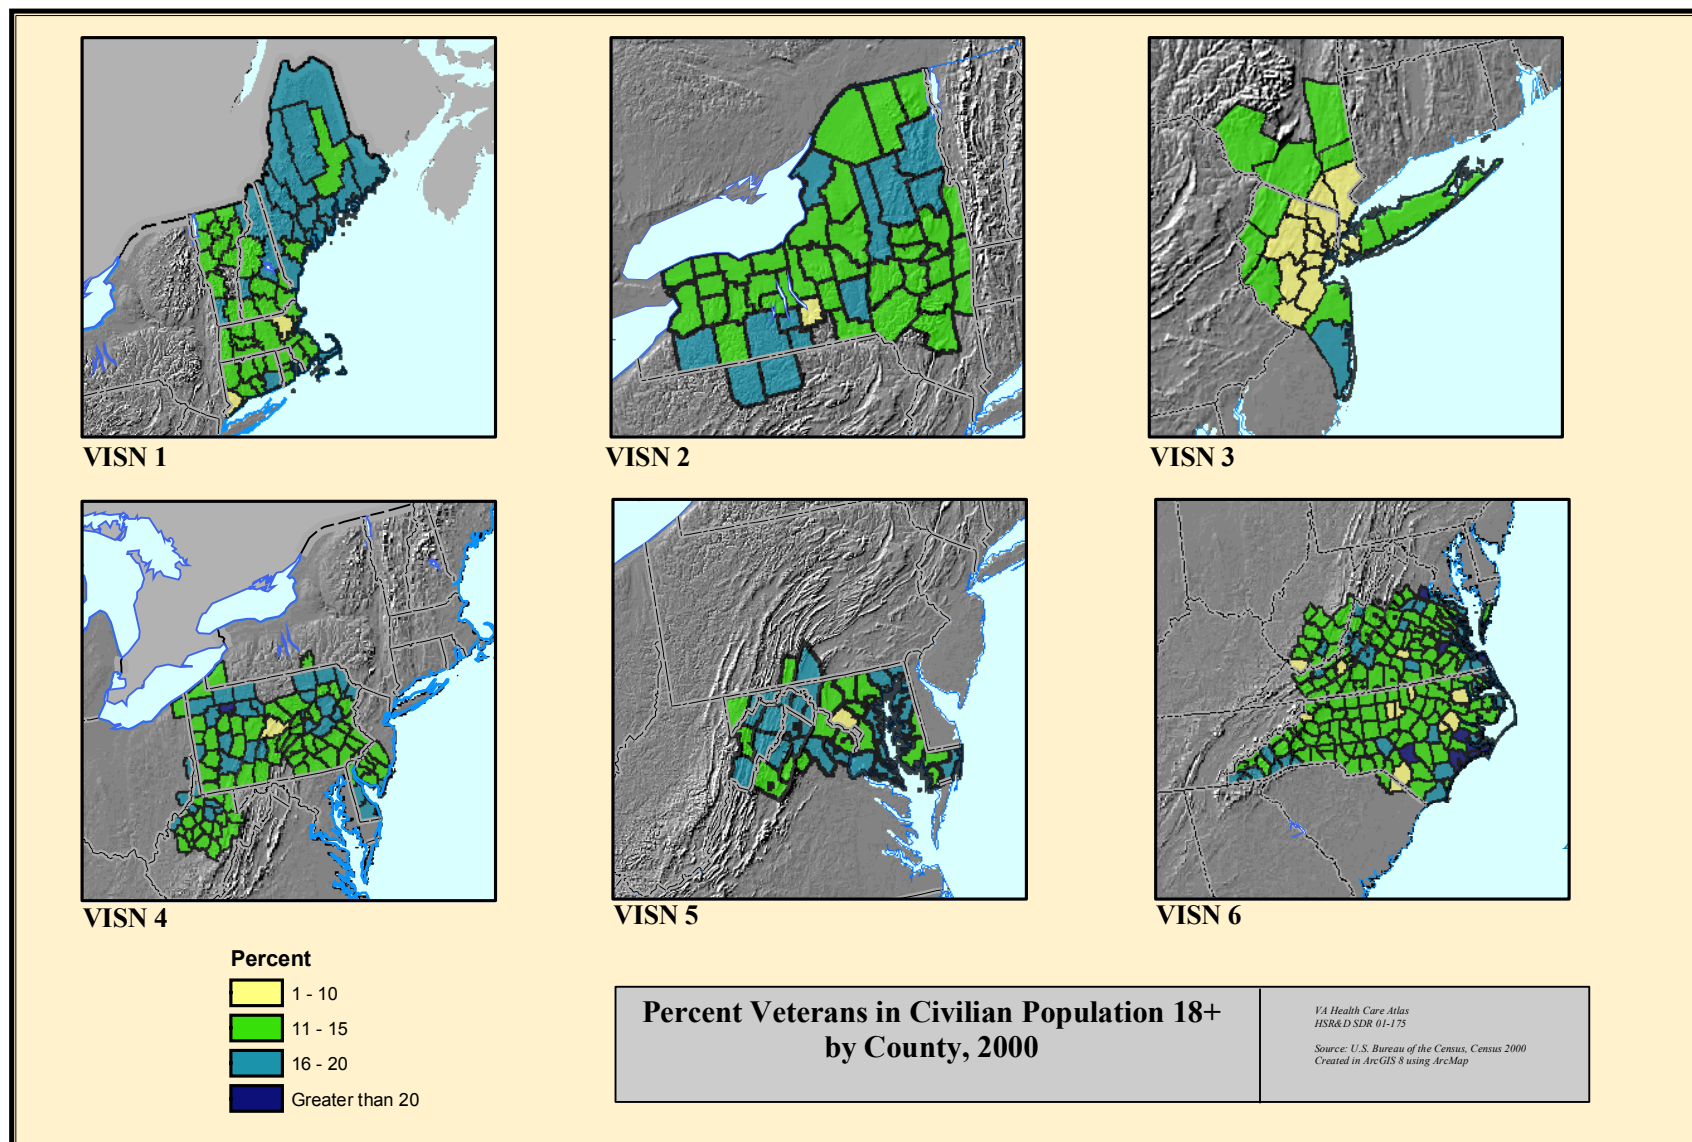 VISN 1
VISN 2
VISN 3
VISN 4
VISN 5
VISN 6
Percent
1 - 10
11 - 15
16 - 20
Greater than 20
Percent Veterans in Civilian Population 18+
by County, 2000
VA Health Care Atlas
HSR&D SDR 01-175
Source: U.S. Bureau of the Census, Census 2000
Created in ArcGIS 8 using ArcMap